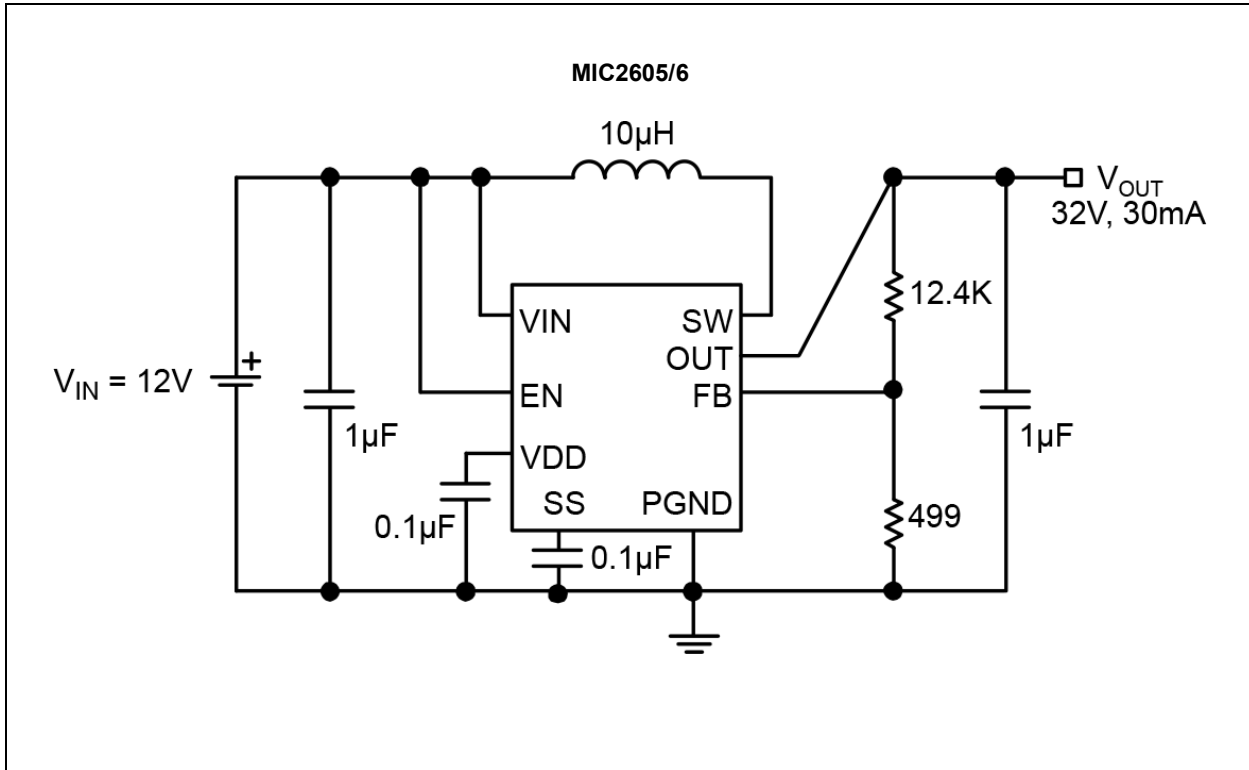 MIC2605/6
10µH
V_OUT
32V, 30mA
VIN
SW
12.4K
OUT
V_IN = 12V
+
EN
FB
1µF
1µF
VDD
SS
PGND
499
0.1µF
0.1µF